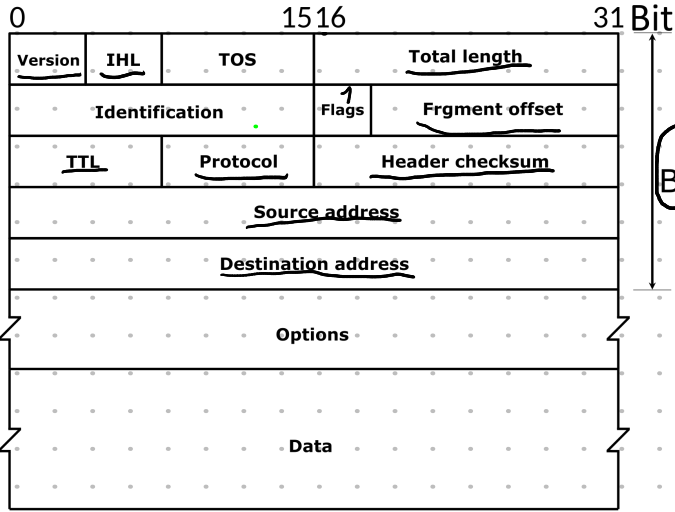 0 15 16 31 Bit
Version IHL TOS Total length
Identification Flags Frgment offset
TTL Protocol Header checksum
Source address
Destination address
Options
Data